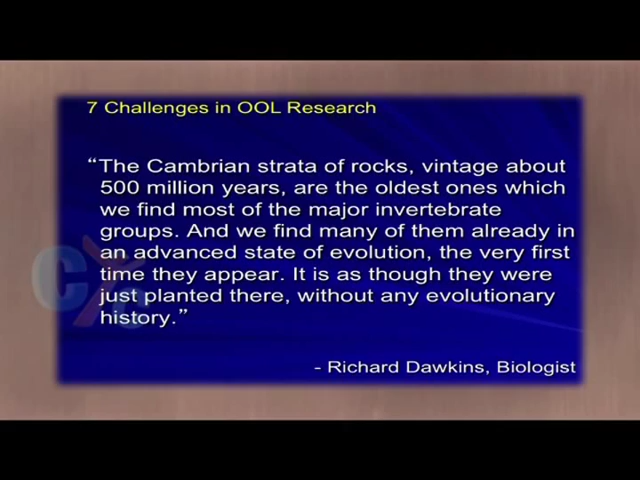 7 Challenges in OOL Research
“The Cambrian strata of rocks, vintage about
500 million years, are the oldest ones which
we find most of the major invertebrate
groups. And we find many of them already in
an advanced state of evolution, the very first
time they appear. It is as though they were
just planted there, without any evolutionary
history.”
- Richard Dawkins, Biologist
CYC